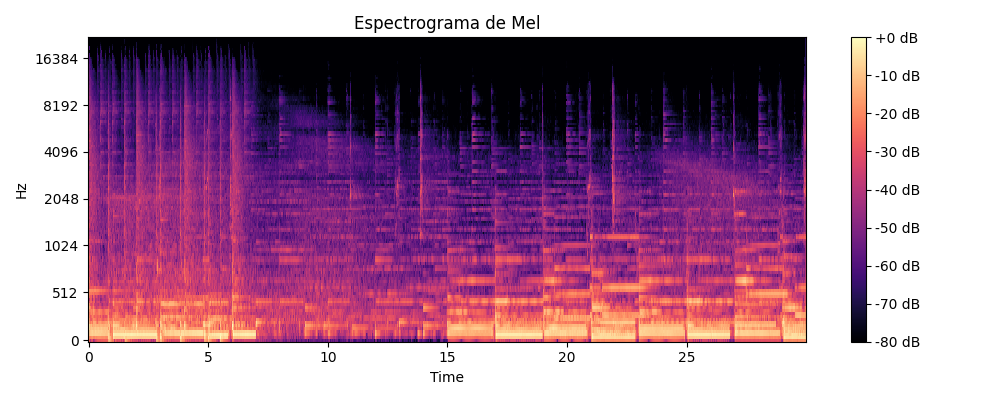 Espectrograma de Mel
Hz
16384
8192
4096
2048
1024
512
0
0 5 10 15 20 25
Time
+0 dB
-10 dB
-20 dB
-30 dB
-40 dB
-50 dB
-60 dB
-70 dB
-80 dB